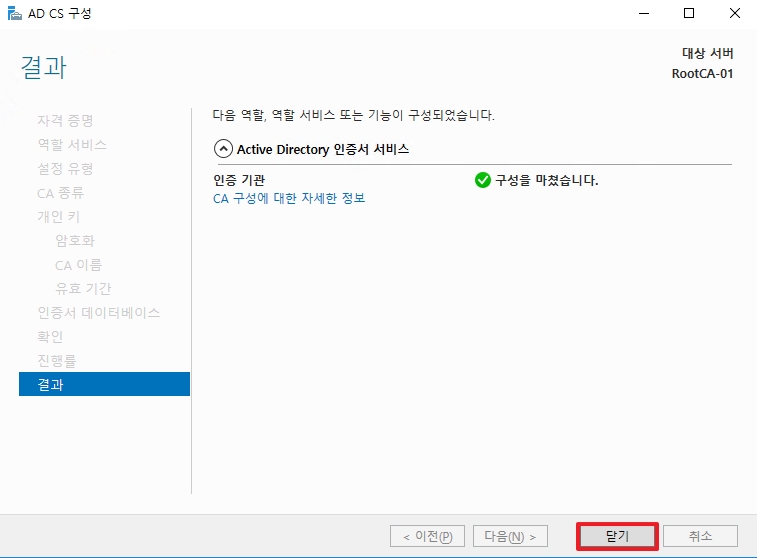 AD CS 구성
결과
대상 서버
RootCA-01
자격 증명
역할 서비스
설정 유형
CA 종류
개인 키
암호화
CA 이름
유효 기간
인증서 데이터베이스
확인
진행률
결과
다음 역할, 역할 서비스 또는 기능이 구성되었습니다.
Active Directory 인증서 서비스
인증 기관 구성을 마쳤습니다.
CA 구성에 대한 자세한 정보
< 이전(P) 다음(N) > 닫기 취소